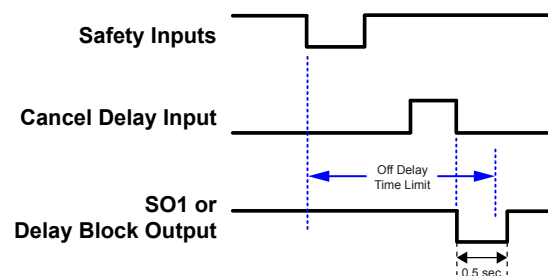 Safety Inputs
Cancel Delay Input
Off Delay
Time Limit
SO1 or
Delay Block Output
0.5 sec